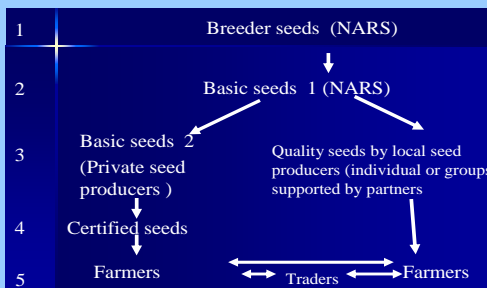 1 Breeder seeds (NARS)
2 Basic seeds 1 (NARS)
3 Basic seeds 2
(Private seed
producers )
Quality seeds by local seed
producers (individual or groups
supported by partners
4 Certified seeds
5 Farmers Traders Farmers